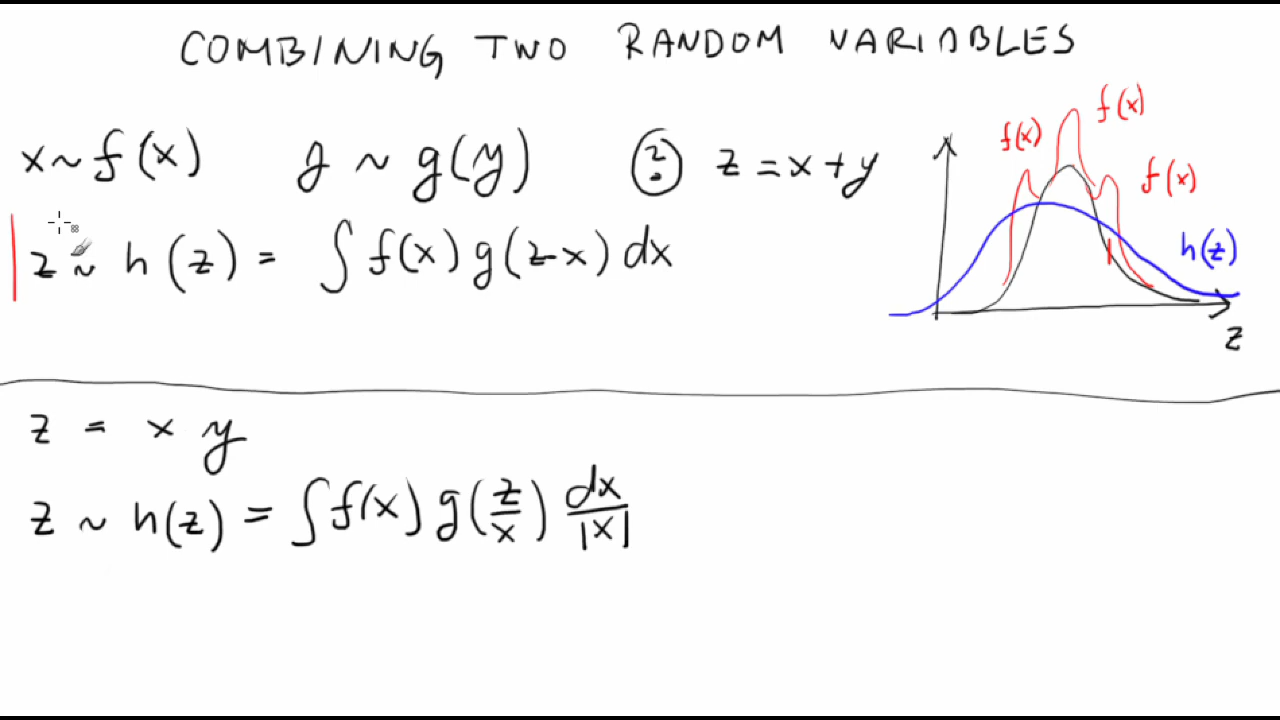 COMBINING TWO RANDOM VARIABLES
x ~ f(x) y ~ g(y) ? z = x + y
z ~ h(z) = ∫ f(x) g(z-x) dx
f(x)
f(x)
f(x)
h(z)
z
z = x y
z ~ h(z) = ∫ f(x) g(z/x) dx/|x|